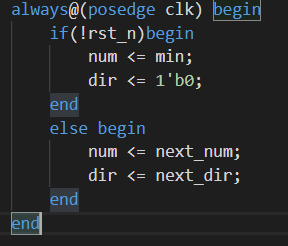 always@(posedge clk) begin
    if(!rst_n)begin
        num <= min;
        dir <= 1'b0;
    end
    else begin
        num <= next_num;
        dir <= next_dir;
    end
end